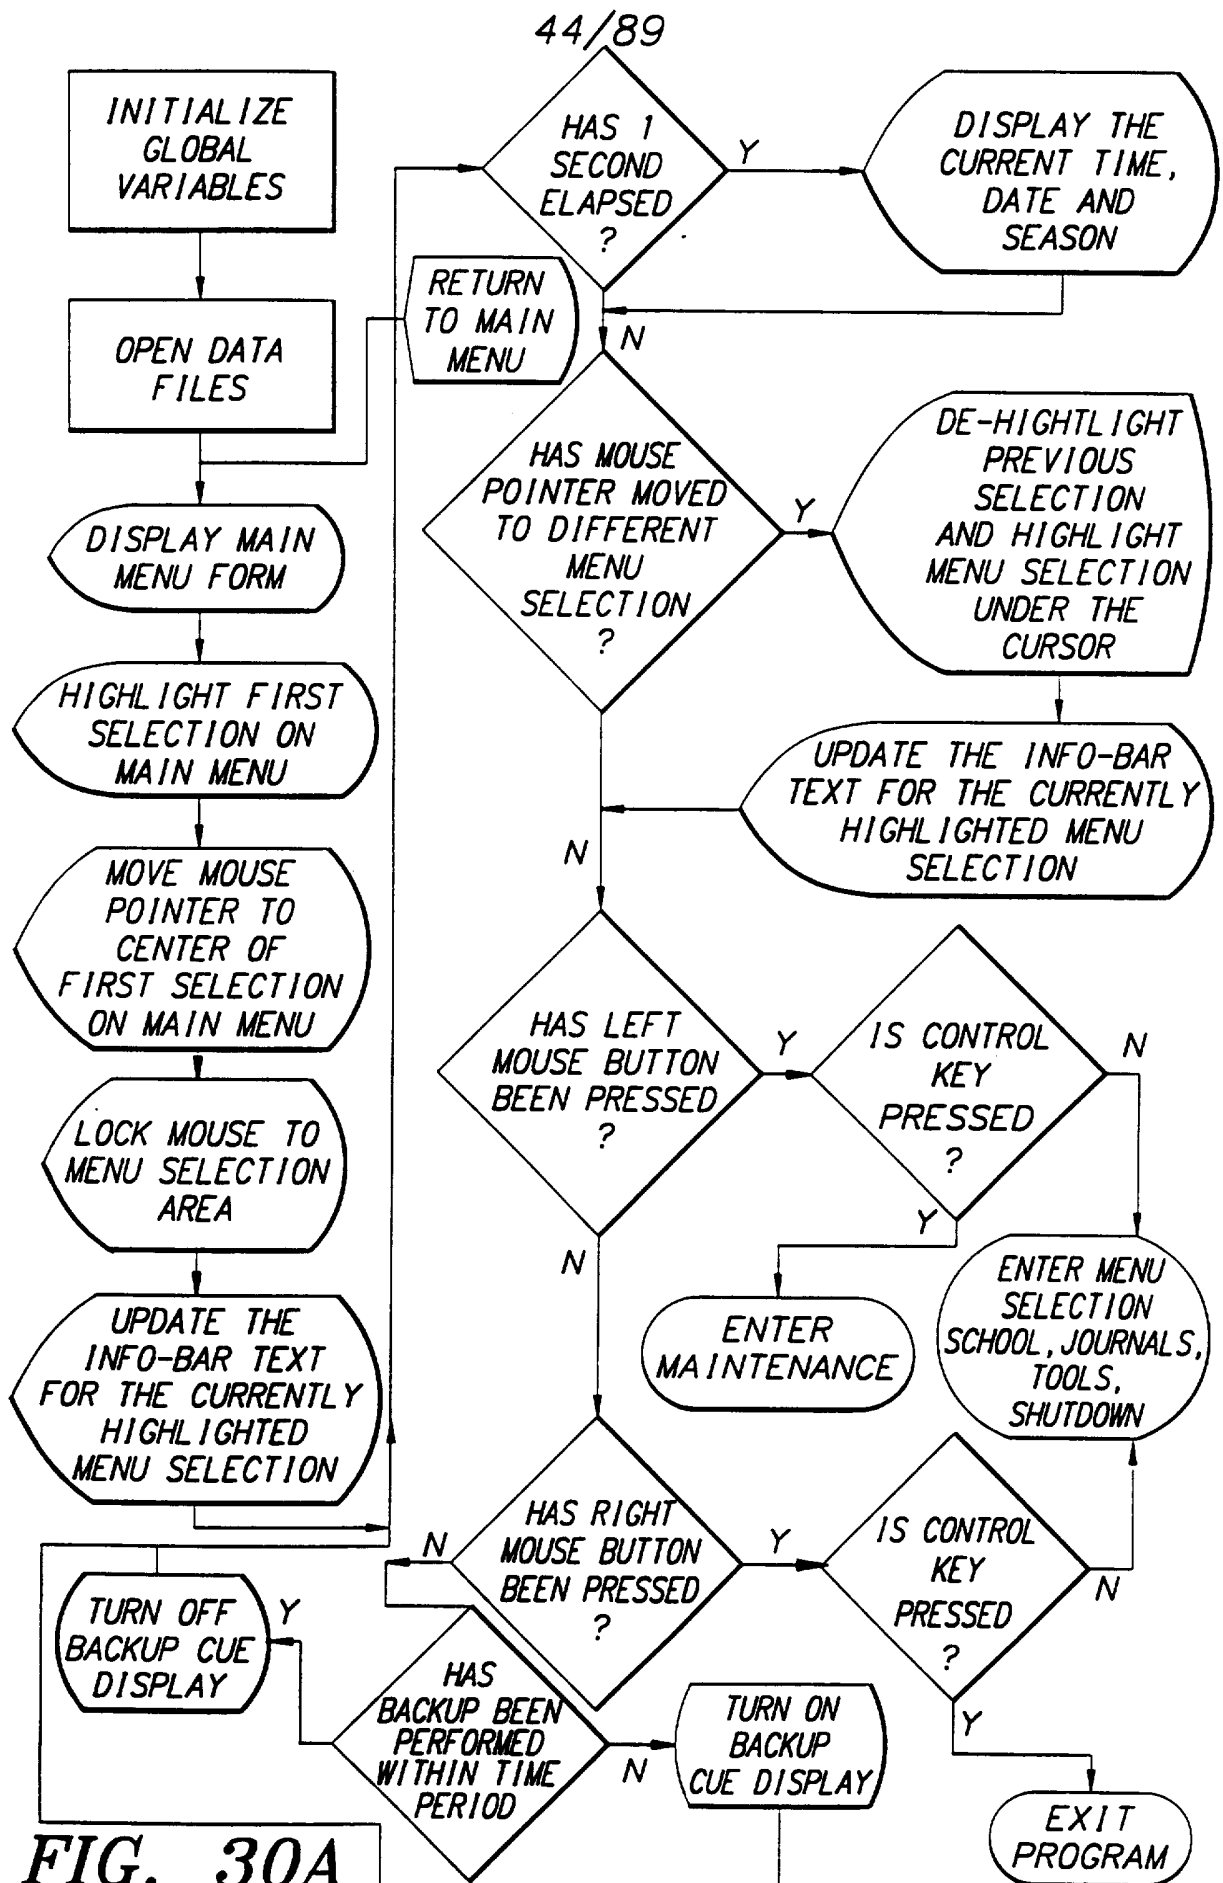 44/89
INITIALIZE
GLOBAL
VARIABLES
OPEN DATA
FILES
DISPLAY MAIN
MENU FORM
HIGHLIGHT FIRST
SELECTION ON
MAIN MENU
MOVE MOUSE
POINTER TO
CENTER OF
FIRST SELECTION
ON MAIN MENU
LOCK MOUSE TO
MENU SELECTION
AREA
UPDATE THE
INFO-BAR TEXT
FOR THE CURRENTLY
HIGHLIGHTED
MENU SELECTION
RETURN
TO MAIN
MENU
HAS 1
SECOND
ELAPSED
?
Y
DISPLAY THE
CURRENT TIME,
DATE AND
SEASON
N
HAS MOUSE
POINTER MOVED
TO DIFFERENT
MENU
SELECTION
?
Y
DE-HIGHTLIGHT
PREVIOUS
SELECTION
AND HIGHLIGHT
MENU SELECTION
UNDER THE
CURSOR
UPDATE THE INFO-BAR
TEXT FOR THE CURRENTLY
HIGHLIGHTED MENU
SELECTION
N
HAS LEFT
MOUSE BUTTON
BEEN PRESSED
?
Y
IS CONTROL
KEY
PRESSED
?
N
Y
ENTER
MAINTENANCE
ENTER MENU
SELECTION
SCHOOL, JOURNALS,
TOOLS,
SHUTDOWN
N
HAS RIGHT
MOUSE BUTTON
BEEN PRESSED
?
Y
IS CONTROL
KEY
PRESSED
?
N
Y
EXIT
PROGRAM
N
HAS
BACKUP BEEN
PERFORMED
WITHIN TIME
PERIOD
Y
TURN OFF
BACKUP CUE
DISPLAY
N
TURN ON
BACKUP
CUE DISPLAY
FIG. 30A